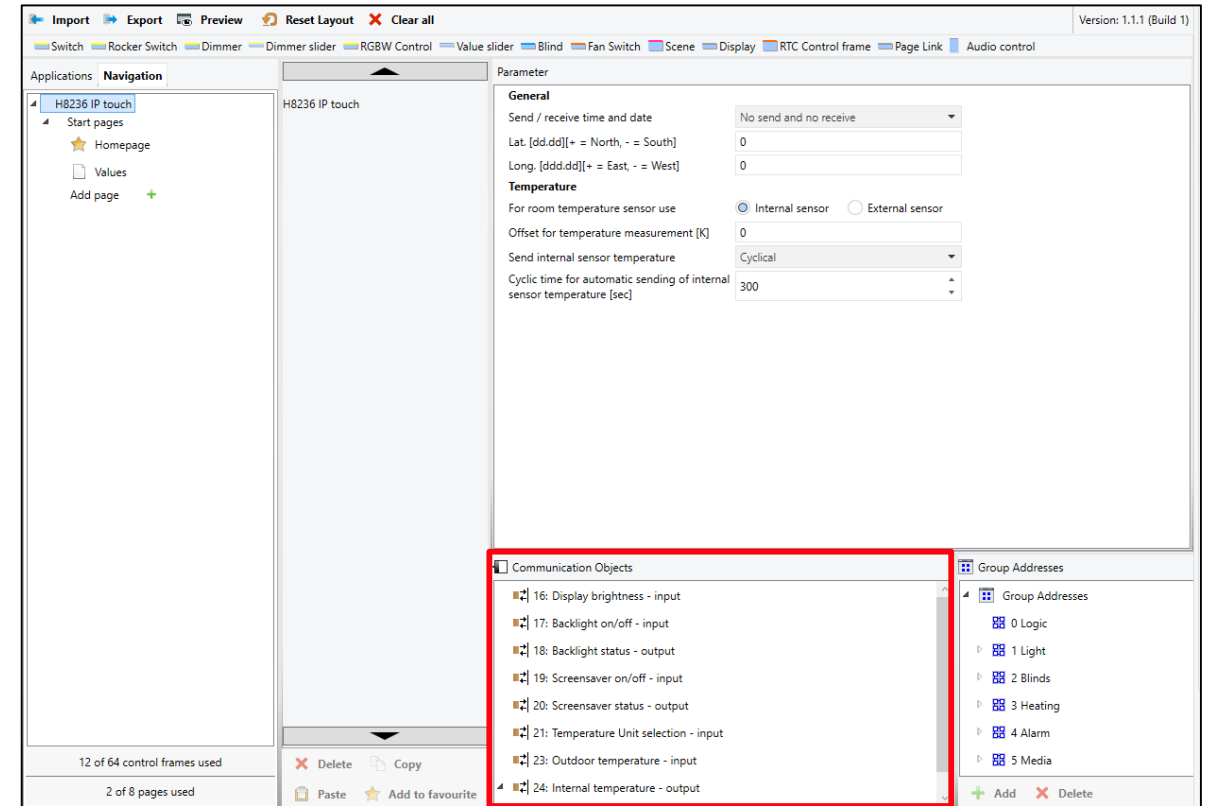 Import Export Preview Reset Layout Clear all Version: 1.1.1 (Build 1)
Switch Rocker Switch Dimmer Dimmer slider RGBW Control Value slider Blind Fan Switch Scene Display RTC Control frame Page Link Audio control
Applications Navigation
H8236 IP touch
Start pages
Homepage
Values
Add page +
12 of 64 control frames used
2 of 8 pages used
H8236 IP touch
Delete Copy
Paste Add to favourite
Parameter
General
Send / receive time and date No send and no receive
Lat. [dd.dd][+ = North, - = South] 0
Long. [ddd.dd][+ = East, - = West] 0
Temperature
For room temperature sensor use Internal sensor External sensor
Offset for temperature measurement [K] 0
Send internal sensor temperature Cyclical
Cyclic time for automatic sending of internal
sensor temperature [sec] 300
Communication Objects
16: Display brightness - input
17: Backlight on/off - input
18: Backlight status - output
19: Screensaver on/off - input
20: Screensaver status - output
21: Temperature Unit selection - input
23: Outdoor temperature - input
24: Internal temperature - output
Group Addresses
Group Addresses
0 Logic
1 Light
2 Blinds
3 Heating
4 Alarm
5 Media
Add Delete